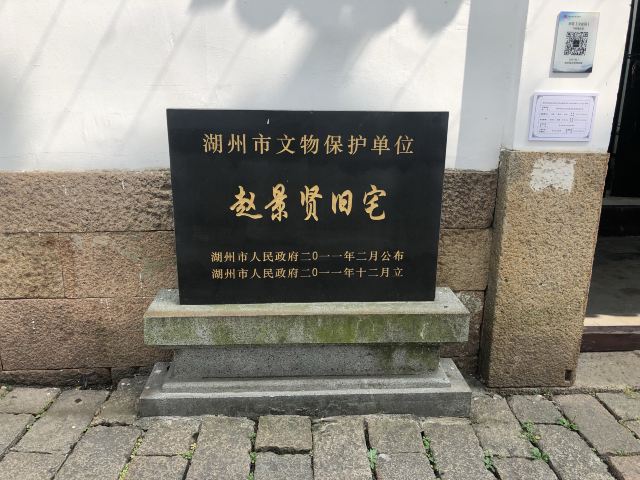 湖州市文物保护单位
赵景贤旧宅
湖州市人民政府二0一一年二月公布
湖州市人民政府二0一一年十二月立